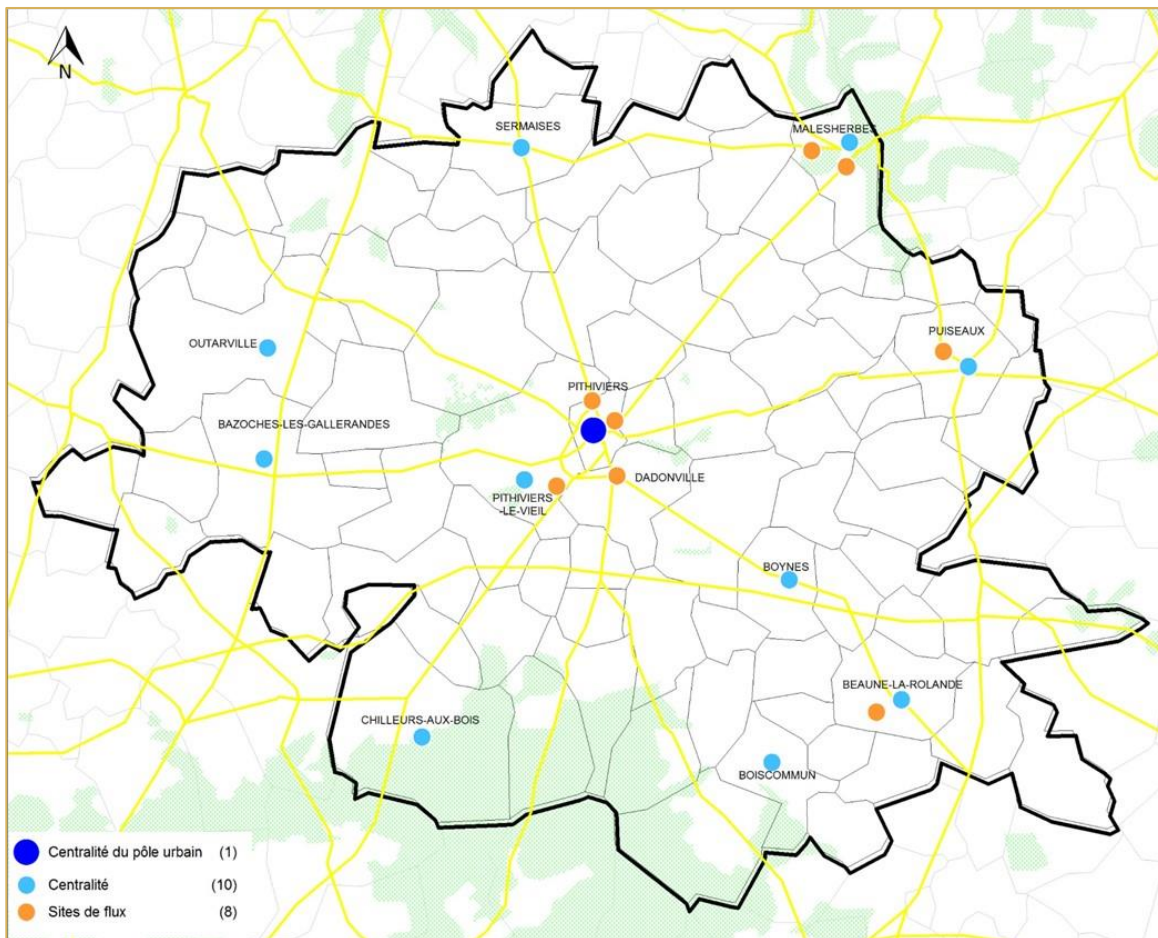 N
SERMAISES
MALESHERBES
OUTARVILLE
PUISEAUX
PITHIVIERS
BAZOCHES-LES-GALLERANDES
DADONVILLE
PITHIVIERS
-LE-VIEIL
BOYNES
BEAUNE-LA-ROLANDE
CHILLEURS-AUX-BOIS
BOISCOMMUN
Centralité du pôle urbain (1)
Centralité (10)
Sites de flux (8)